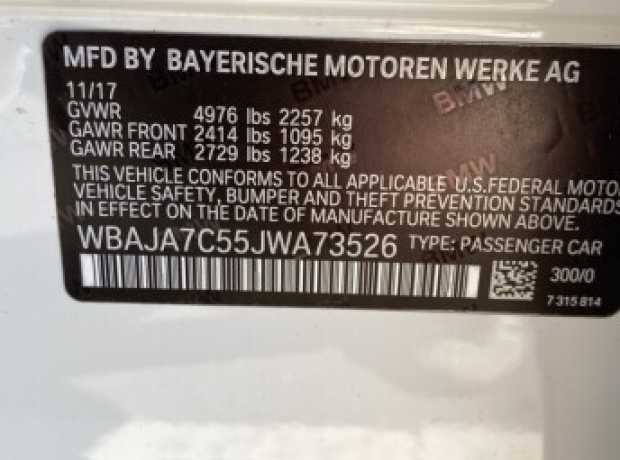 MFD BY BAYERISCHE MOTOREN WERKE AG
11/17
GVWR 4976 lbs 2257 kg
GAWR FRONT 2414 lbs 1095 kg
GAWR REAR 2729 lbs 1238 kg
THIS VEHICLE CONFORMS TO ALL APPLICABLE U.S.FEDERAL MOTO
VEHICLE SAFETY, BUMPER AND THEFT PREVENTION STANDARDS
IN EFFECT ON THE DATE OF MANUFACTURE SHOWN ABOVE.
WBAJA7C55JWA73526 TYPE: PASSENGER CAR
300/0
7 315 814